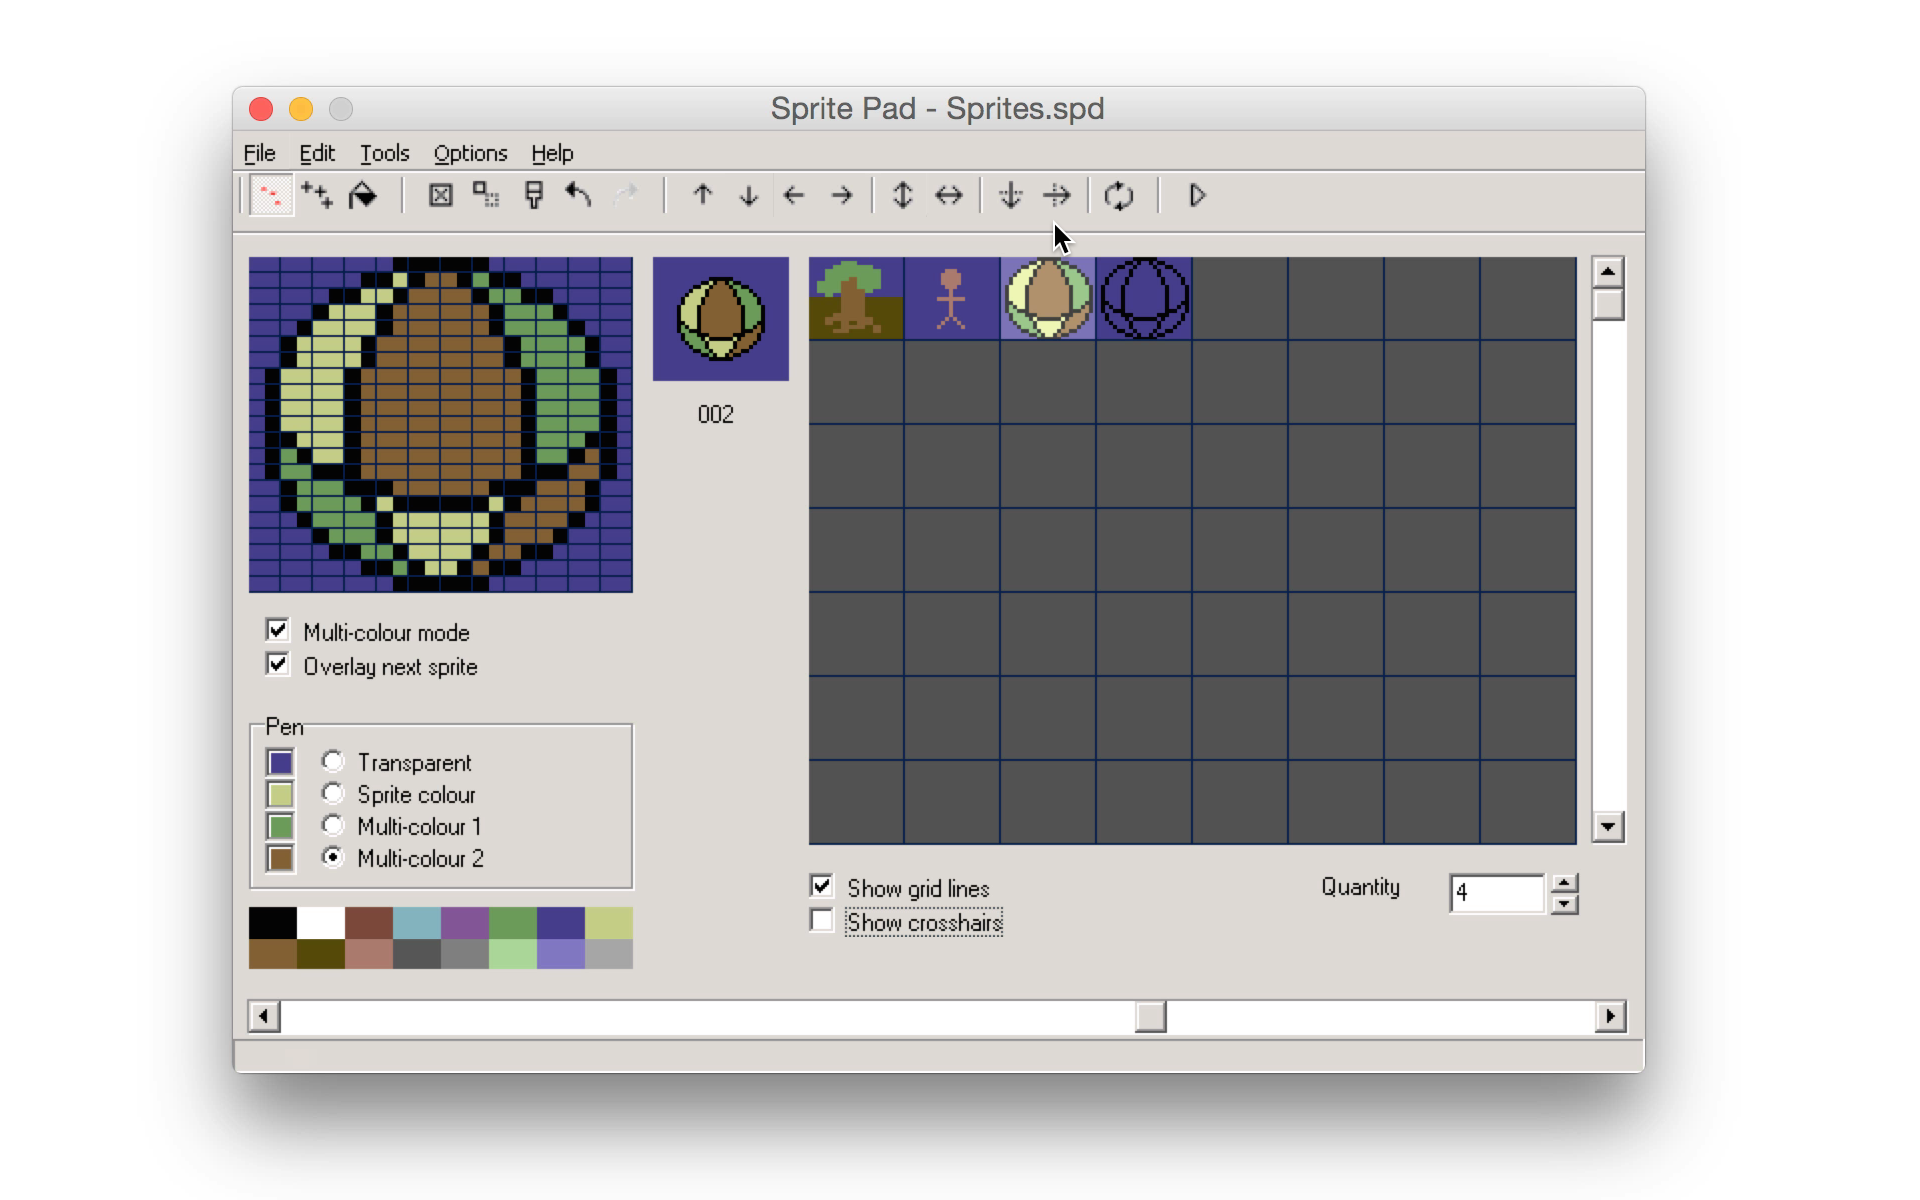 Sprite Pad - Sprites.spd
File Edit Tools Options Help
002
Multi-colour mode
Overlay next sprite
Pen
Transparent
Sprite colour
Multi-colour 1
Multi-colour 2
Show grid lines
Show crosshairs
Quantity 4